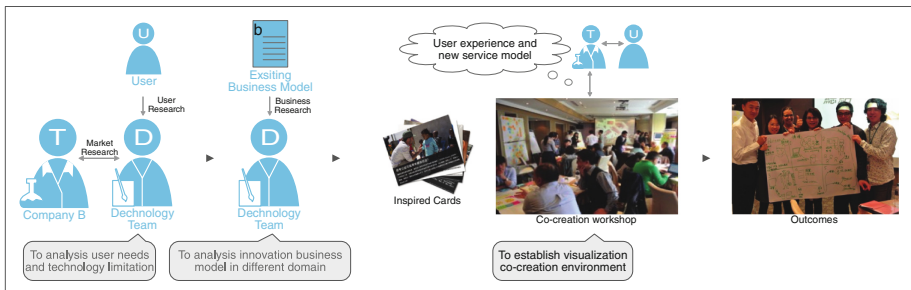 U
User
User
Research
T
Market
Research
D
Company B
Dechnology
Team
To analysis user needs
and technology limitation
b
Exsiting
Business Model
Business
Research
D
Dechnology
Team
To analysis innovation business
model in different domain
Inspired Cards
User experience and
new service model
T
U
Co-creation workshop
To establish visualization
co-creation environment
Outcomes